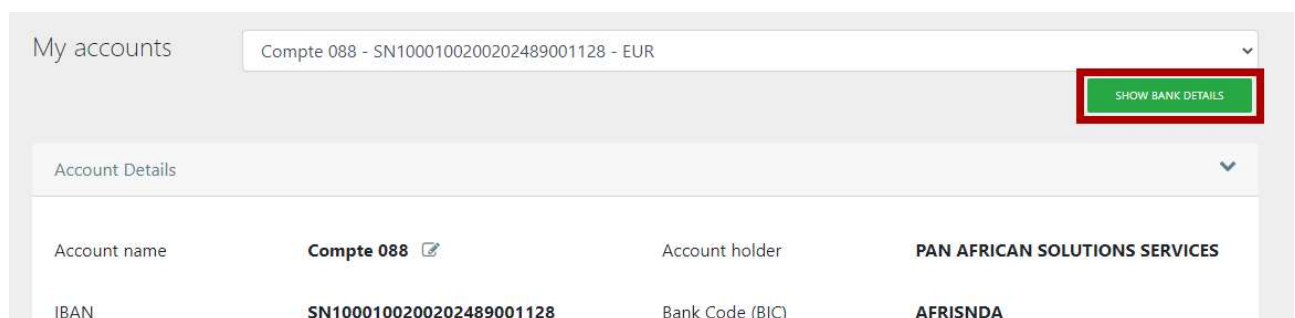 My accounts
Compte 088 - SN1000100200202489001128 - EUR
SHOW BANK DETAILS
Account Details
Account name Compte 088 Account holder PAN AFRICAN SOLUTIONS SERVICES
IBAN SN1000100200202489001128 Bank Code (BIC) AFRISNDA